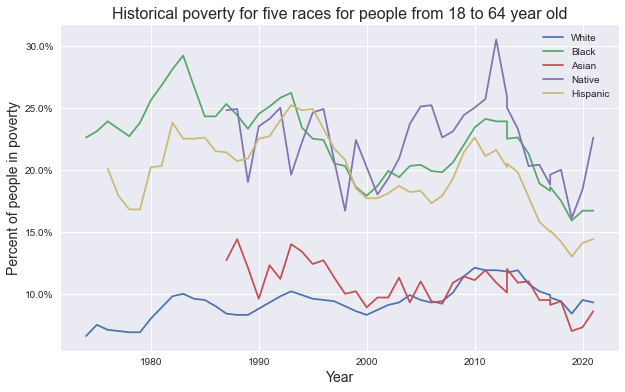 Historical poverty for five races for people from 18 to 64 year old
White
Black
Asian
Native
Hispanic
Percent of people in poverty
30.0%
25.0%
20.0%
15.0%
10.0%
1980
1990
2000
2010
2020
Year